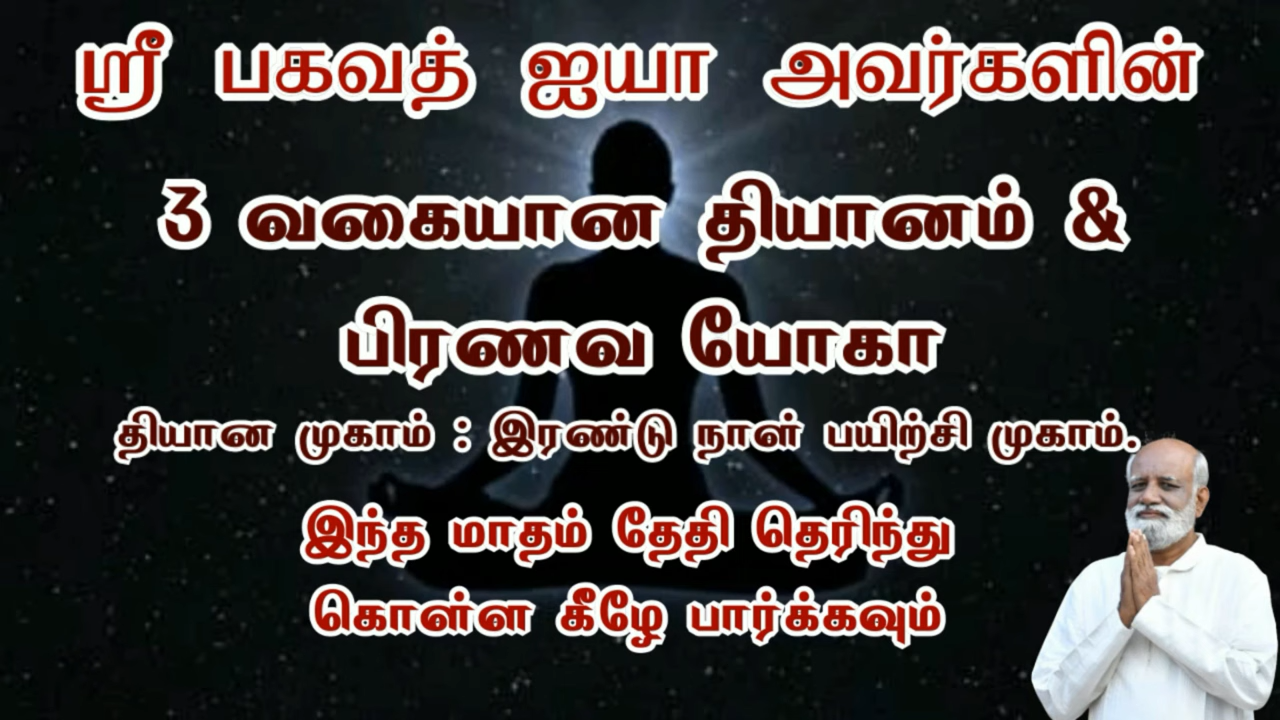 ஸ்ரீ பகவத் ஐயா அவர்களின்
3 வகையான தியானம் &
பிரணவ யோகா
தியான முகாம் : இரண்டு நாள் பயிற்சி முகாம்.
இந்த மாதம் தேதி தெரிந்து
கொள்ள கீழே பார்க்கவும்